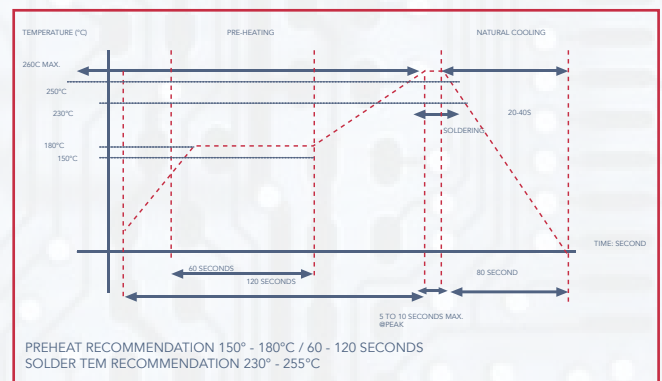 TEMPERATURE (°C)
PRE-HEATING
NATURAL COOLING
260C MAX.
250°C
230°C
20-40S
SOLDERING
180°C
150°C
TIME: SECOND
60 SECONDS
80 SECOND
120 SECONDS
5 TO 10 SECONDS MAX.
@PEAK
PREHEAT RECOMMENDATION 150° - 180°C / 60 - 120 SECONDS
SOLDER TEM RECOMMENDATION 230° - 255°C